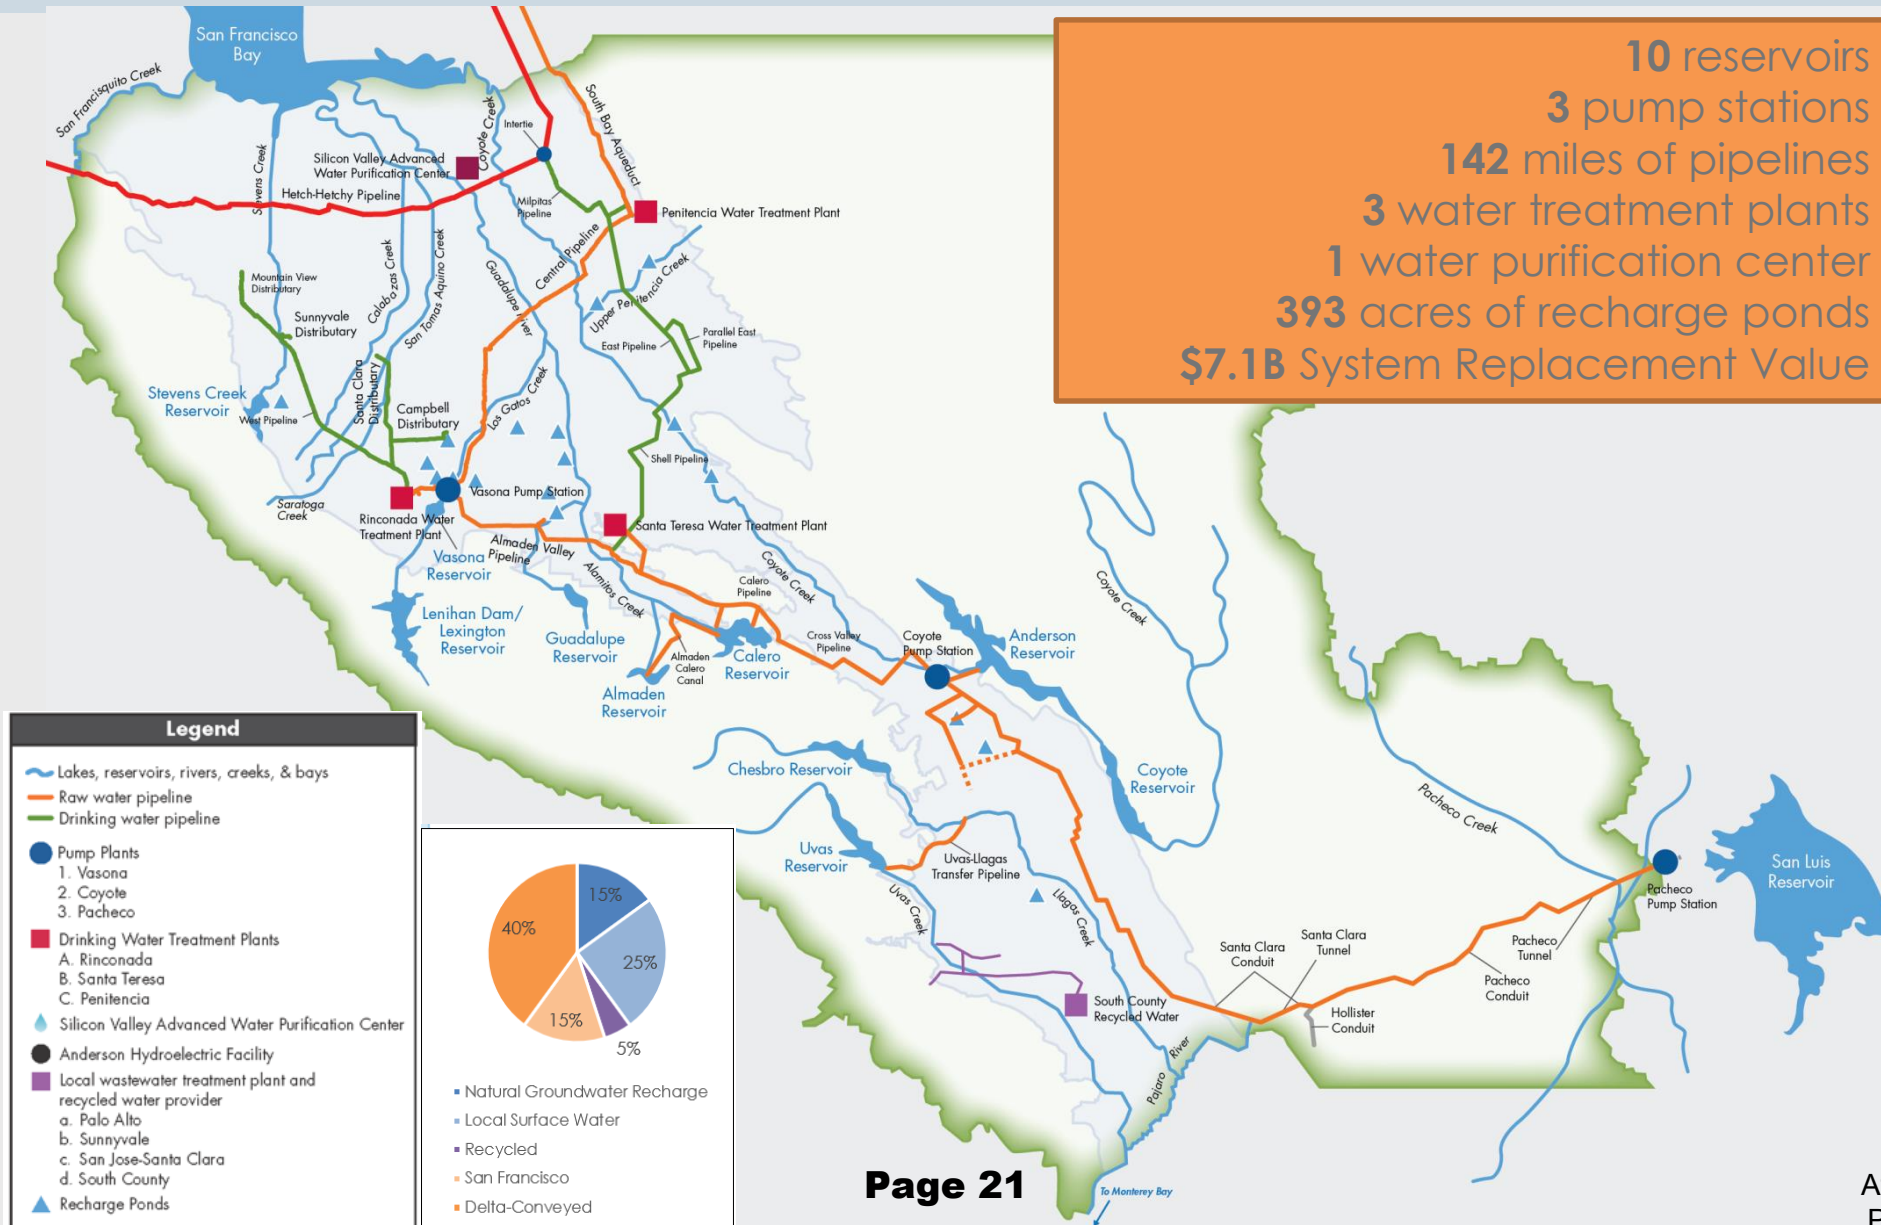 San Francisco
Bay
San Francisquito Creek
Stevens Creek
Silicon Valley Advanced
Water Purification Center
Coyote Creek
Intertie
South Bay Aqueduct
Hetch-Hetchy Pipeline
Milpitas
Pipeline
Penitencia Water Treatment Plant
Mountain View
Distributary
Sunnyvale
Distributary
Calabazas Creek
San Tomas Aquino Creek
Guadalupe River
Central Pipeline
Upper Penitencia Creek
East Pipeline
Parallel East
Pipeline
Stevens Creek
Reservoir
West Pipeline
Santa Clara
Distributary
Campbell
Distributary
Los Gatos Creek
Shell Pipeline
Saratoga
Creek
Rinconada Water
Treatment Plant
Vasona Pump Station
Santa Teresa Water Treatment Plant
Vasona
Reservoir
Almaden Valley
Pipeline
Alamitos Creek
Calero
Pipeline
Coyote Creek
Lenihan Dam/
Lexington
Reservoir
Guadalupe
Reservoir
Almaden
Calero
Canal
Calero
Reservoir
Almaden
Reservoir
Cross Valley
Pipeline
Coyote
Pump Station
Anderson
Reservoir
Coyote Creek
Chesbro Reservoir
Coyote
Reservoir
Uvas
Reservoir
Uvas-Llagas
Transfer Pipeline
Uvas Creek
Llagas Creek
Pacheco Creek
San Luis
Reservoir
Pacheco
Pump Station
Pacheco
Tunnel
Pacheco
Conduit
Santa Clara
Tunnel
Santa Clara
Conduit
Hollister
Conduit
South County
Recycled Water
Pajaro River
To Monterey Bay
10 reservoirs
3 pump stations
142 miles of pipelines
3 water treatment plants
1 water purification center
393 acres of recharge ponds
$7.1B System Replacement Value
Legend
Lakes, reservoirs, rivers, creeks, & bays
Raw water pipeline
Drinking water pipeline
Pump Plants
1. Vasona
2. Coyote
3. Pacheco
Drinking Water Treatment Plants
A. Rinconada
B. Santa Teresa
C. Penitencia
Silicon Valley Advanced Water Purification Center
Anderson Hydroelectric Facility
Local wastewater treatment plant and
recycled water provider
a. Palo Alto
b. Sunnyvale
c. San Jose-Santa Clara
d. South County
Recharge Ponds
15%
25%
5%
15%
40%
Natural Groundwater Recharge
Local Surface Water
Recycled
San Francisco
Delta-Conveyed
Page 21
A